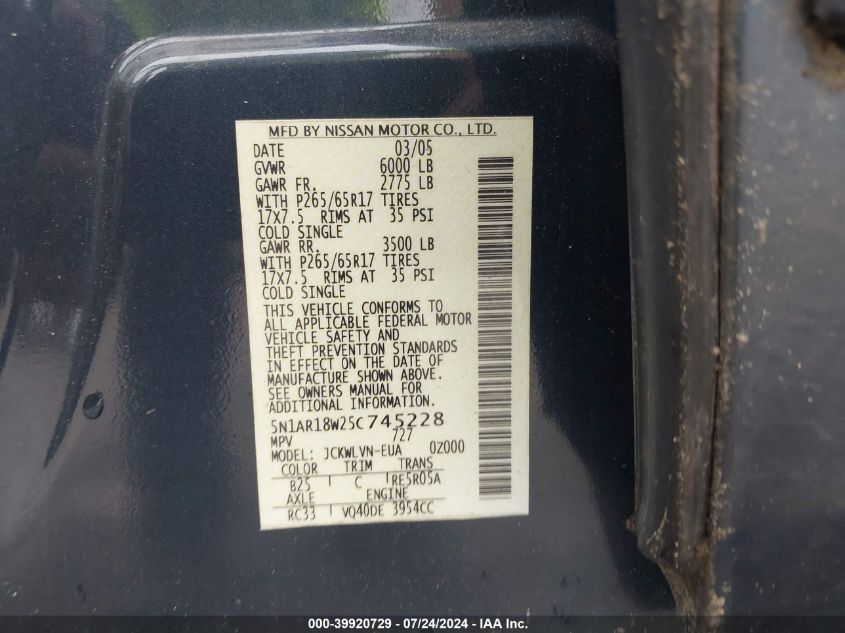 MFD BY NISSAN MOTOR CO., LTD.
DATE 03/05
GVWR 6000 LB
GAWR FR. 2775 LB
WITH P265/65R17 TIRES
17X7.5 RIMS AT 35 PSI
COLD SINGLE
GAWR RR. 3500 LB
WITH P265/65R17 TIRES
17X7.5 RIMS AT 35 PSI
COLD SINGLE
THIS VEHICLE CONFORMS TO
ALL APPLICABLE FEDERAL MOTOR
VEHICLE SAFETY AND
THEFT PREVENTION STANDARDS
IN EFFECT ON THE DATE OF
MANUFACTURE SHOWN ABOVE.
SEE OWNERS MANUAL FOR
ADDITIONAL INFORMATION.
5N1AR18W25C745228
MPV 727
MODEL: JCKWLVN-EUA 0Z000
COLOR TRIM TRANS
B25 C RE5R05A
AXLE ENGINE
RC33 VQ40DE 3954CC
000-39920729 - 07/24/2024 - IAA Inc.